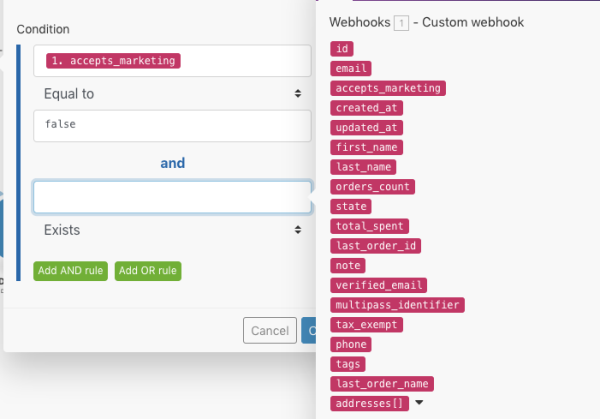 Condition
1. accepts_marketing
Equal to
false
and
Exists
Add AND rule
Add OR rule
Cancel
Webhooks 1 - Custom webhook
id
email
accepts_marketing
created_at
updated_at
first_name
last_name
orders_count
state
total_spent
last_order_id
note
verified_email
multipass_identifier
tax_exempt
phone
tags
last_order_name
addresses[]